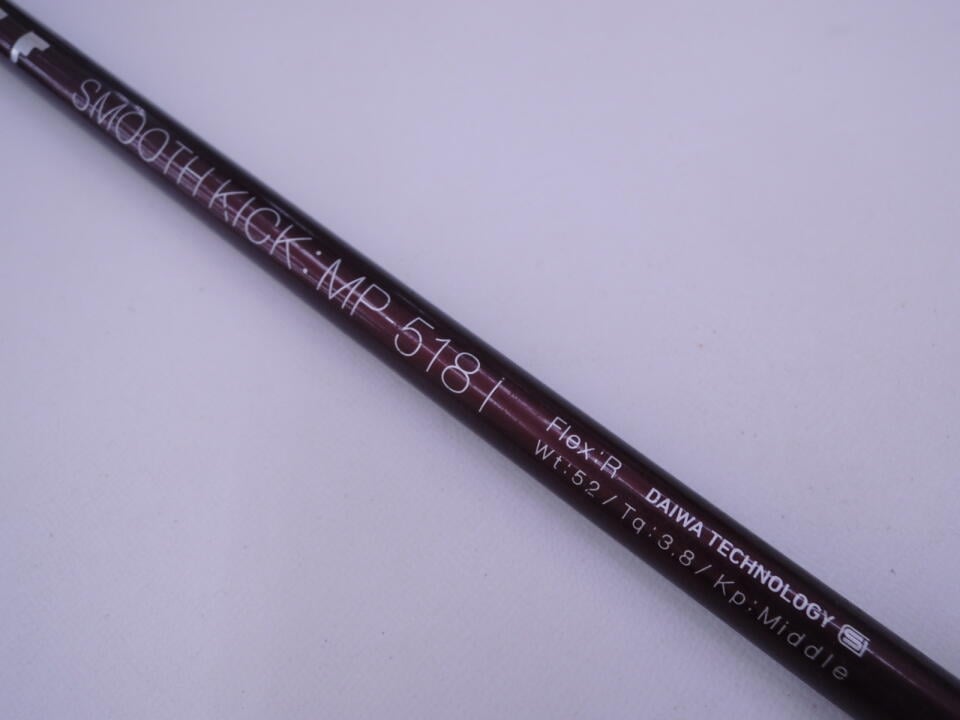 SMOOTH KICK:MP 518 I
Flex:R DAIWA TECHNOLOGY
Wt:52 / Tq:3.8 / Kp:Middle